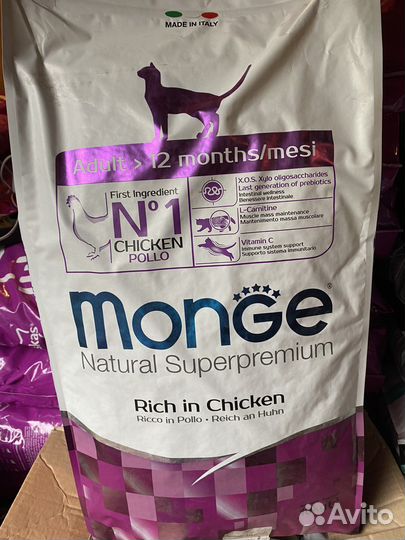 MADE IN ITALY
Adult > 12 months/mesi
First Ingredient
Nº1
CHICKEN
POLLO
X.O.S. Xylo oligosaccharides
Last generation of prebiotics
Intestinal wellness
Benessere intestinale
L-Carnitine
Muscle mass maintenance
Mantenimento massa muscolare
Vitamin C
Immune system support
Supporto sistema immunitario
monGe
Natural Superpremium
Rich in Chicken
Ricco in Pollo • Reich an Huhn
Avito